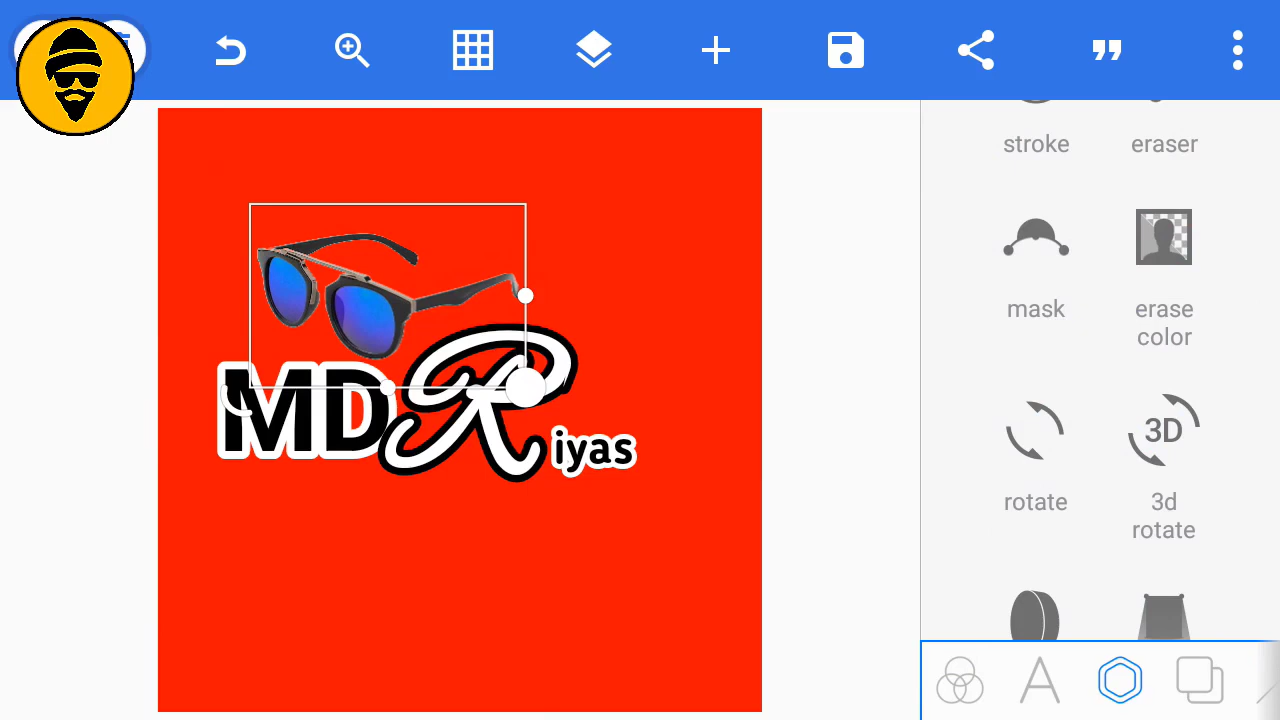 stroke eraser
mask erase color
MD R iyas
rotate 3D 3d rotate
A